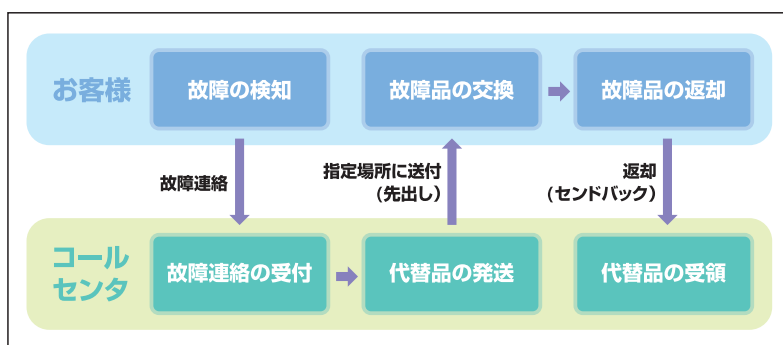 お客様
故障の検知
故障品の交換
故障品の返却
故障連絡
指定場所に送付
(先出し)
返却
(センドバック)
コール
センタ
故障連絡の受付
代替品の発送
代替品の受領